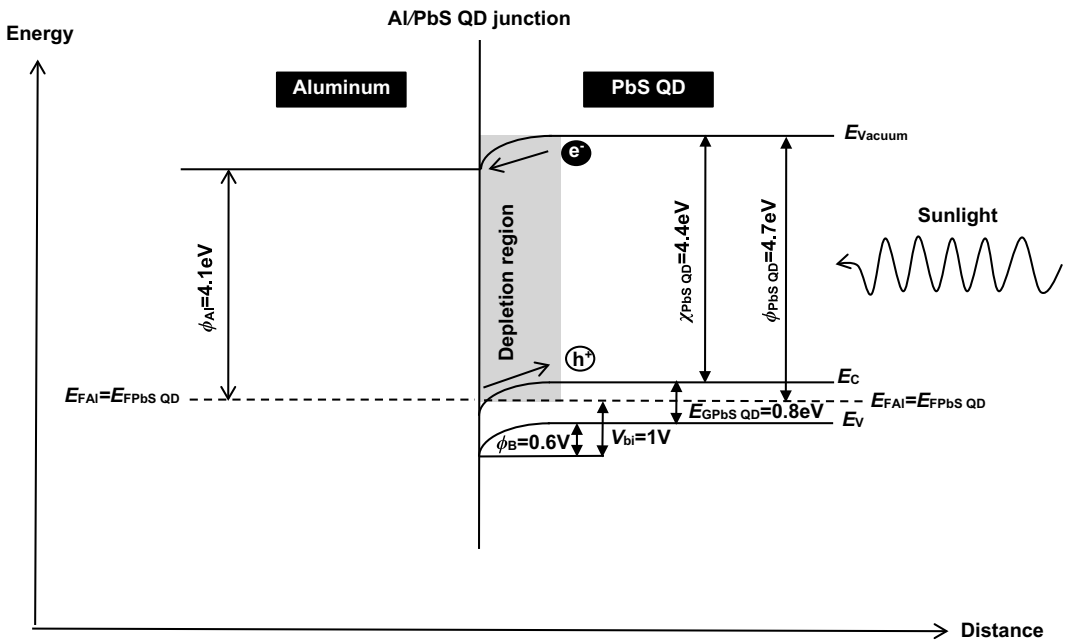 Al/PbS QD junction
Energy
Aluminum
PbS QD
EVacuum
e-
Sunlight
ϕAl=4.1eV
Depletion region
χPbS QD=4.4eV
ϕPbS QD=4.7eV
h+
EC
EFAl=EFPbS QD
EFAl=EFPbS QD
EGPbS QD=0.8eV
EV
ϕB=0.6V
Vbi=1V
Distance